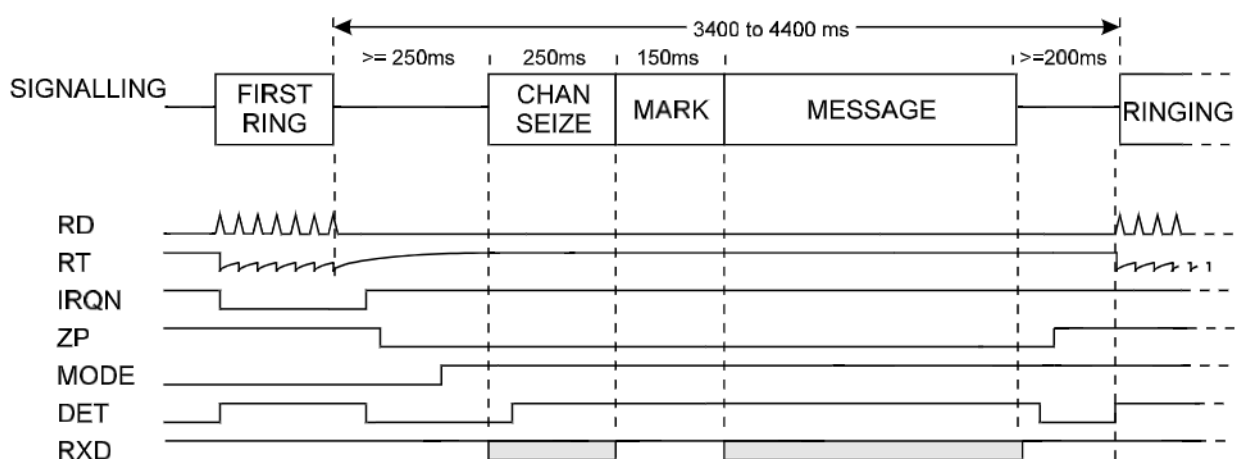 3400 to 4400 ms
>= 250ms 250ms 150ms >=200ms
SIGNALLING FIRST RING CHAN SEIZE MARK MESSAGE RINGING
RD
RT
IRQN
ZP
MODE
DET
RXD